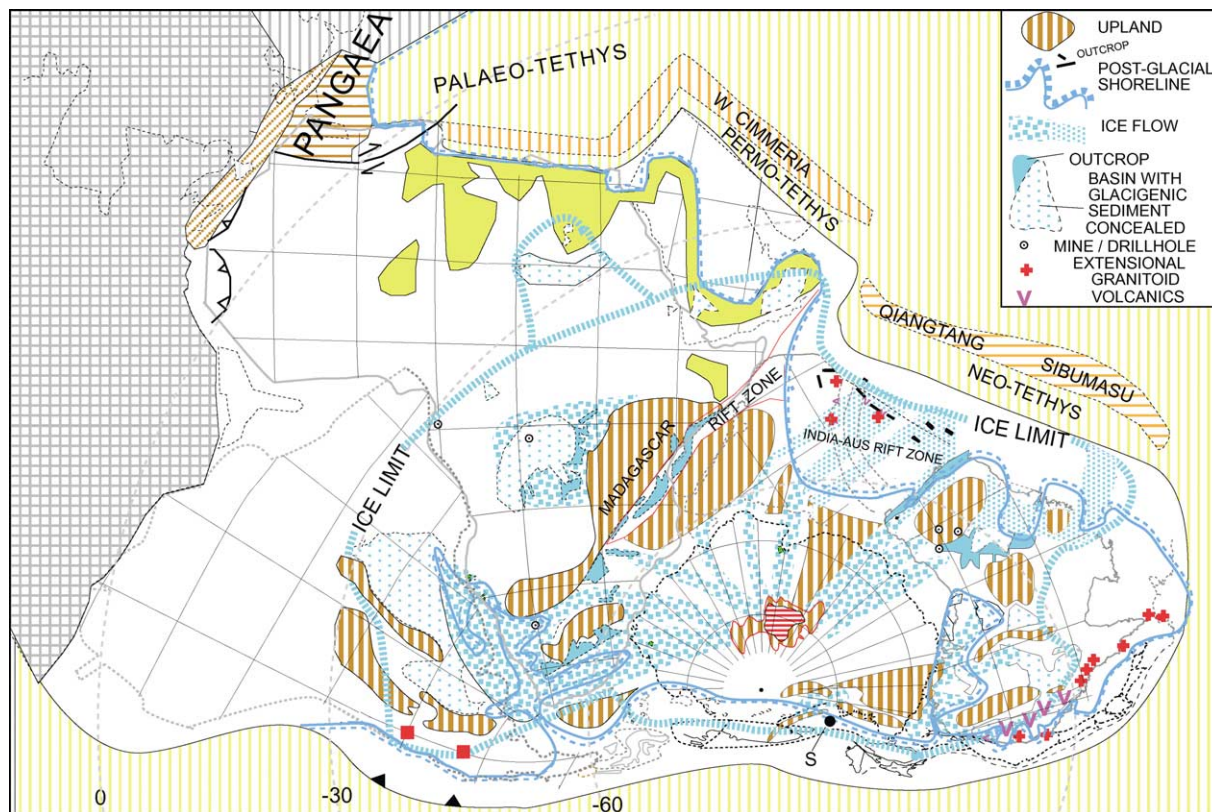 PANGAEA
PALAEO-TETHYS
W. CIMMERIA
PERMO-TETHYS
QIANGTANG
SIBUMASU
NEO-TETHYS
ICE LIMIT
INDIA-AUS RIFT ZONE
MADAGASCAR
RIFT ZONE
ICE LIMIT
S
0
-30
-60
UPLAND
OUTCROP
POST-GLACIAL
SHORELINE
ICE FLOW
OUTCROP
BASIN WITH
GLACIGENIC
SEDIMENT
CONCEALED
MINE / DRILLHOLE
EXTENSIONAL
GRANITOID
VOLCANICS
V
V
V
V
V
V